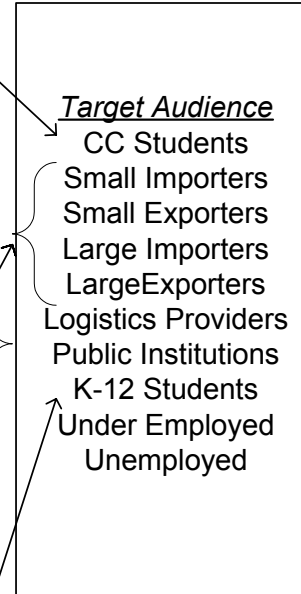 Target Audience
CC Students
Small Importers
Small Exporters
Large Importers
LargeExporters
Logistics Providers
Public Institutions
K-12 Students
Under Employed
Unemployed